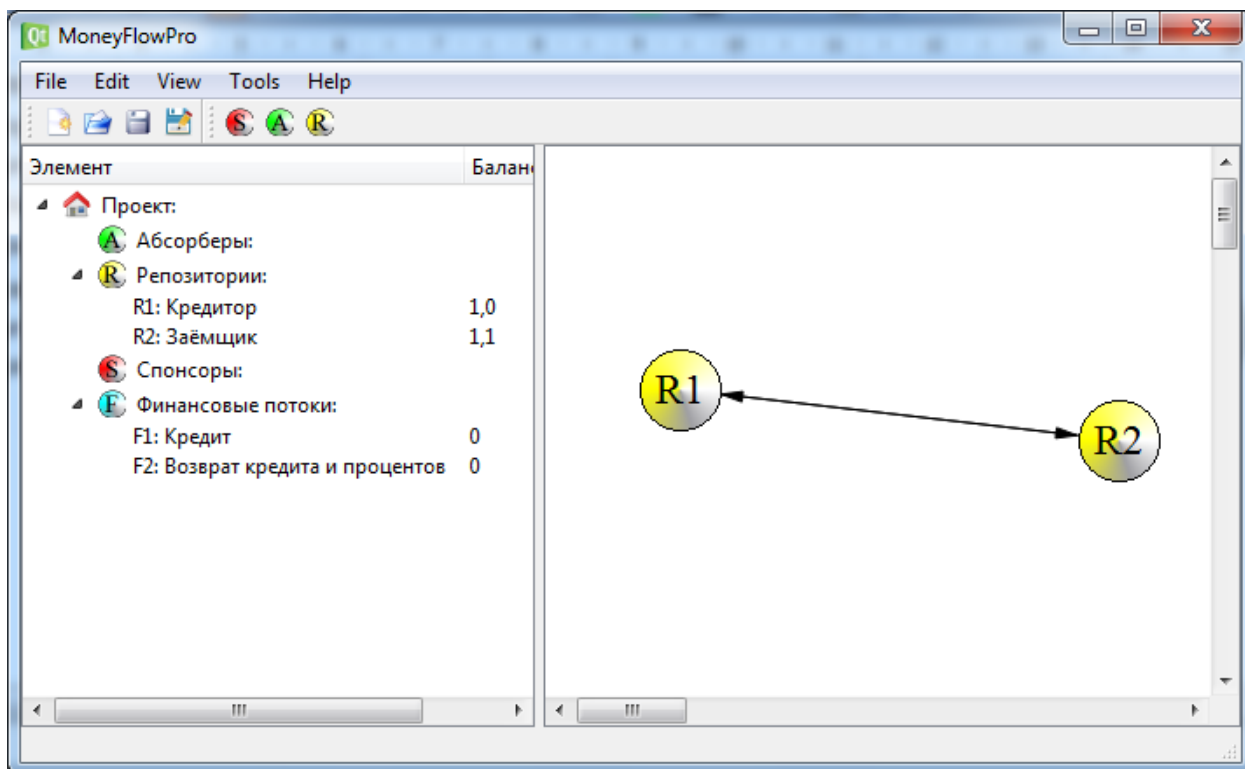 MoneyFlowPro
File Edit View Tools Help
S A R
Элемент Балан
Проект:
A Абсорберы:
R Репозитории:
R1: Кредитор 1,0
R2: Заёмщик 1,1
S Спонсоры:
F Финансовые потоки:
F1: Кредит 0
F2: Возврат кредита и процентов 0
R1
R2